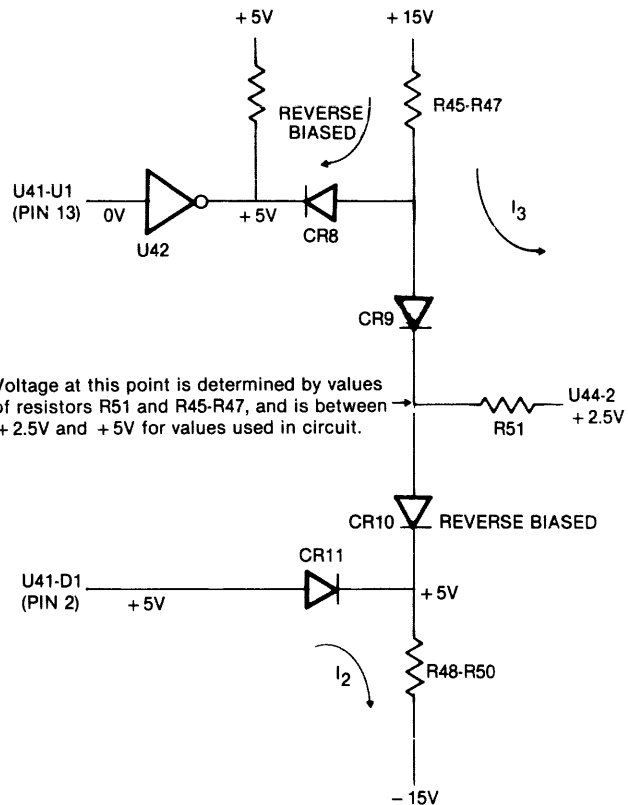 +5V
+15V
R45-R47
REVERSE
BIASED
U41-U1
(PIN 13)
0V
+5V
U42
CR8
I3
CR9
Voltage at this point is determined by values
of resistors R51 and R45-R47, and is between
+2.5V and +5V for values used in circuit.
U44-2
+2.5V
R51
CR10
REVERSE BIASED
CR11
U41-D1
(PIN 2)
+5V
+5V
I2
R48-R50
-15V